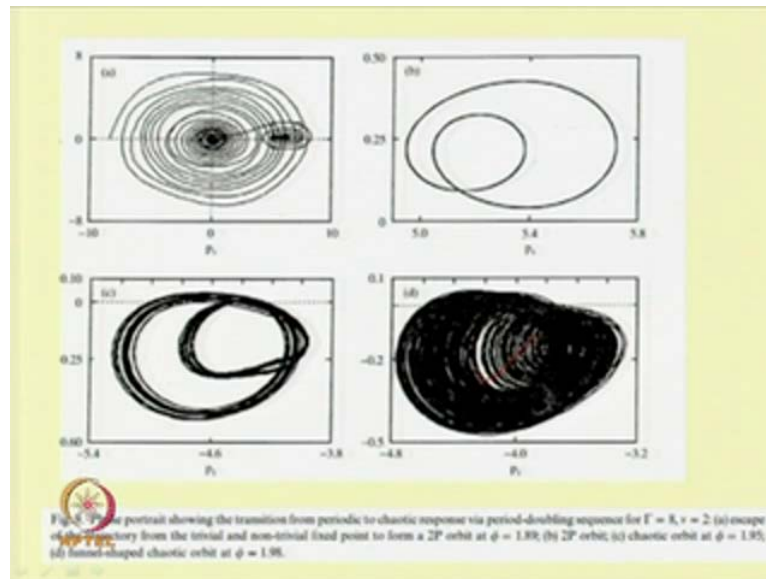 8
(a)
0
-8
-10
0
10
P₁
0.50
(b)
0.25
0
5.0
5.4
5.8
0.10
(c)
0
0.25
0.60
-5.4
-4.6
-3.8
P₁
0.1
(d)
-0.2
-0.5
-4.8
-4.0
-3.2
P₁
portrait showing the transition from periodic to chaotic response via period-doubling sequence for Γ = 8, ν = 2: (a) escape
trajectory from the trivial and non-trivial fixed point to form a 2P orbit at ϕ = 1.89; (b) 2P orbit; (c) chaotic orbit at ϕ = 1.95;
(d) funnel-shaped chaotic orbit at ϕ = 1.98.
NPTEL